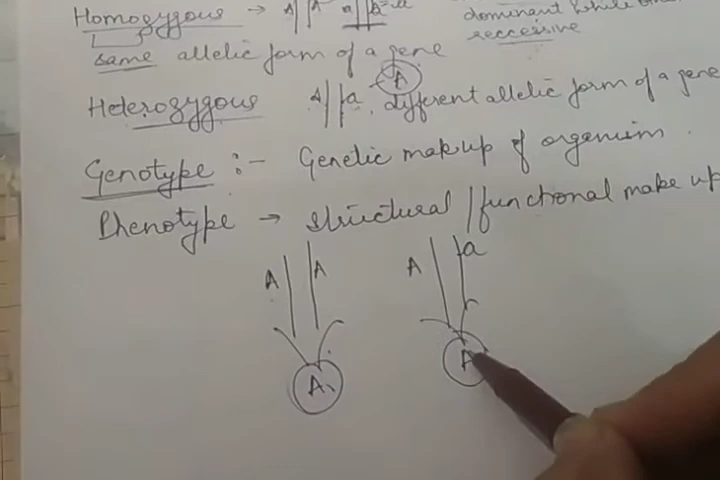 Homozygous → A A a a
dominant while
reccessive
same allelic form of a gene
A
Heterozygous A a different allelic form of a gene
Genotype :- Genetic makeup of organism
Phenotype → structural / functional make up
A A A a
A A